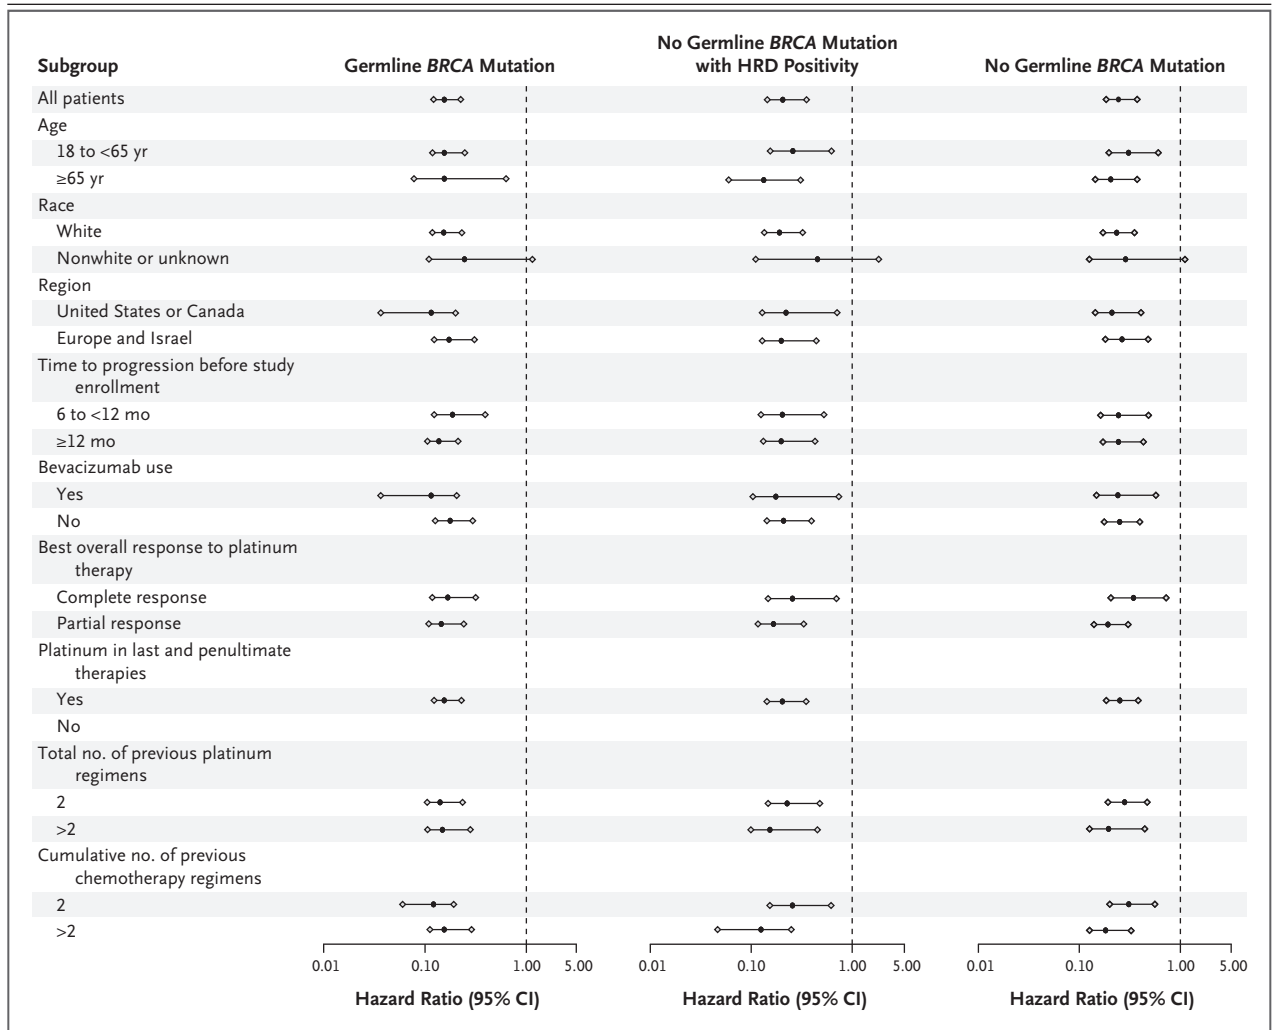 Subgroup
Germline BRCA Mutation
No Germline BRCA Mutation
with HRD Positivity
No Germline BRCA Mutation
All patients
Age
18 to <65 yr
≥65 yr
Race
White
Nonwhite or unknown
Region
United States or Canada
Europe and Israel
Time to progression before study
enrollment
6 to <12 mo
≥12 mo
Bevacizumab use
Yes
No
Best overall response to platinum
therapy
Complete response
Partial response
Platinum in last and penultimate
therapies
Yes
No
Total no. of previous platinum
regimens
2
>2
Cumulative no. of previous
chemotherapy regimens
2
>2
0.01 0.10 1.00 5.00
0.01 0.10 1.00 5.00
0.01 0.10 1.00 5.00
Hazard Ratio (95% CI)
Hazard Ratio (95% CI)
Hazard Ratio (95% CI)